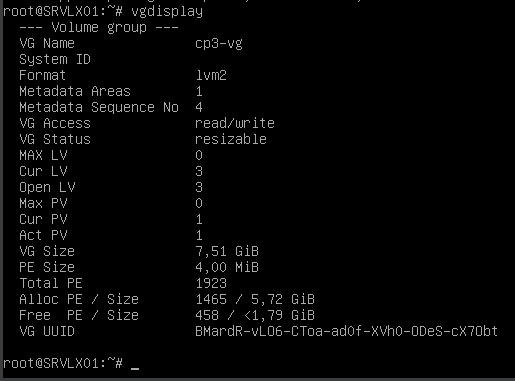 root@SRVLX01:~# vgdisplay
--- Volume group ---
VG Name cp3-vg
System ID
Format lvm2
Metadata Areas 1
Metadata Sequence No 4
VG Access read/write
VG Status resizable
MAX LV 0
Cur LV 3
Open LV 3
Max PV 0
Cur PV 1
Act PV 1
VG Size 7,51 GiB
PE Size 4,00 MiB
Total PE 1923
Alloc PE / Size 1465 / 5,72 GiB
Free PE / Size 458 / <1,79 GiB
VG UUID BMardR-vLO6-CToa-ad0f-XVh0-ODeS-cX7Obt
root@SRVLX01:~# _